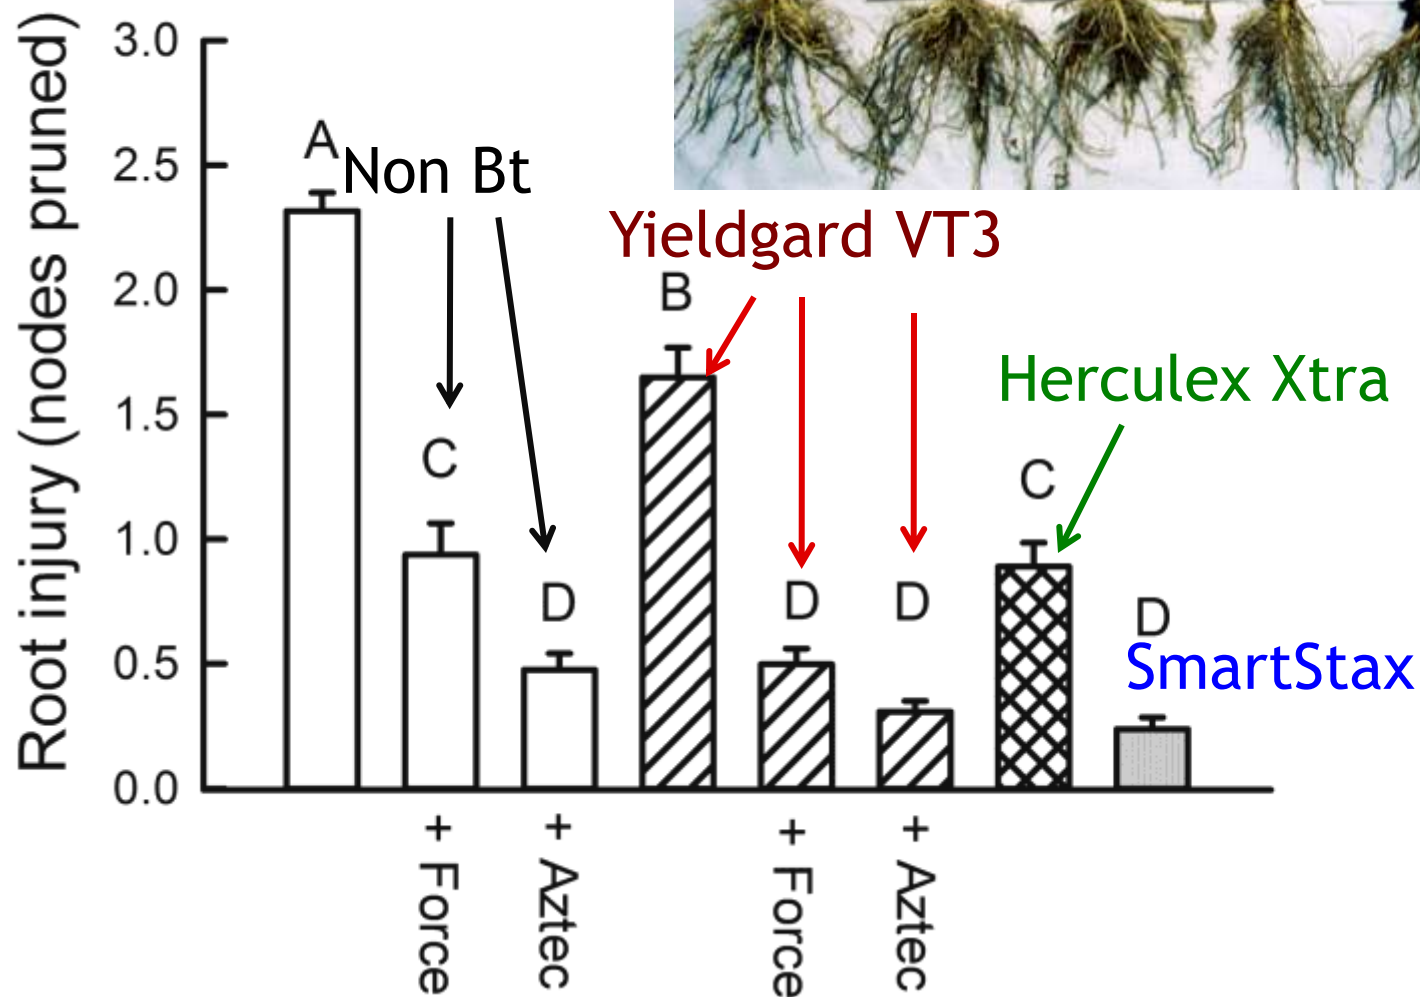 Root injury (nodes pruned)
3.0
2.5
2.0
1.5
1.0
0.5
0.0
A
Non Bt
C
D
Yieldgard VT3
B
D
D
Herculex Xtra
C
D
SmartStax
+ Force
+ Aztec
+ Force
+ Aztec